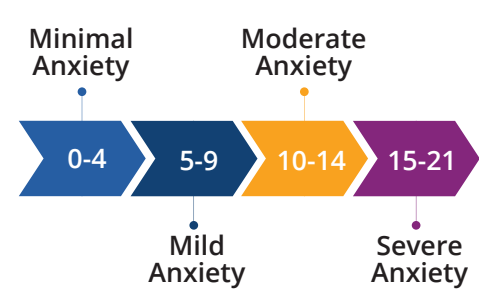 Minimal
Anxiety
Moderate
Anxiety
0-4
5-9
10-14
15-21
Mild
Anxiety
Severe
Anxiety